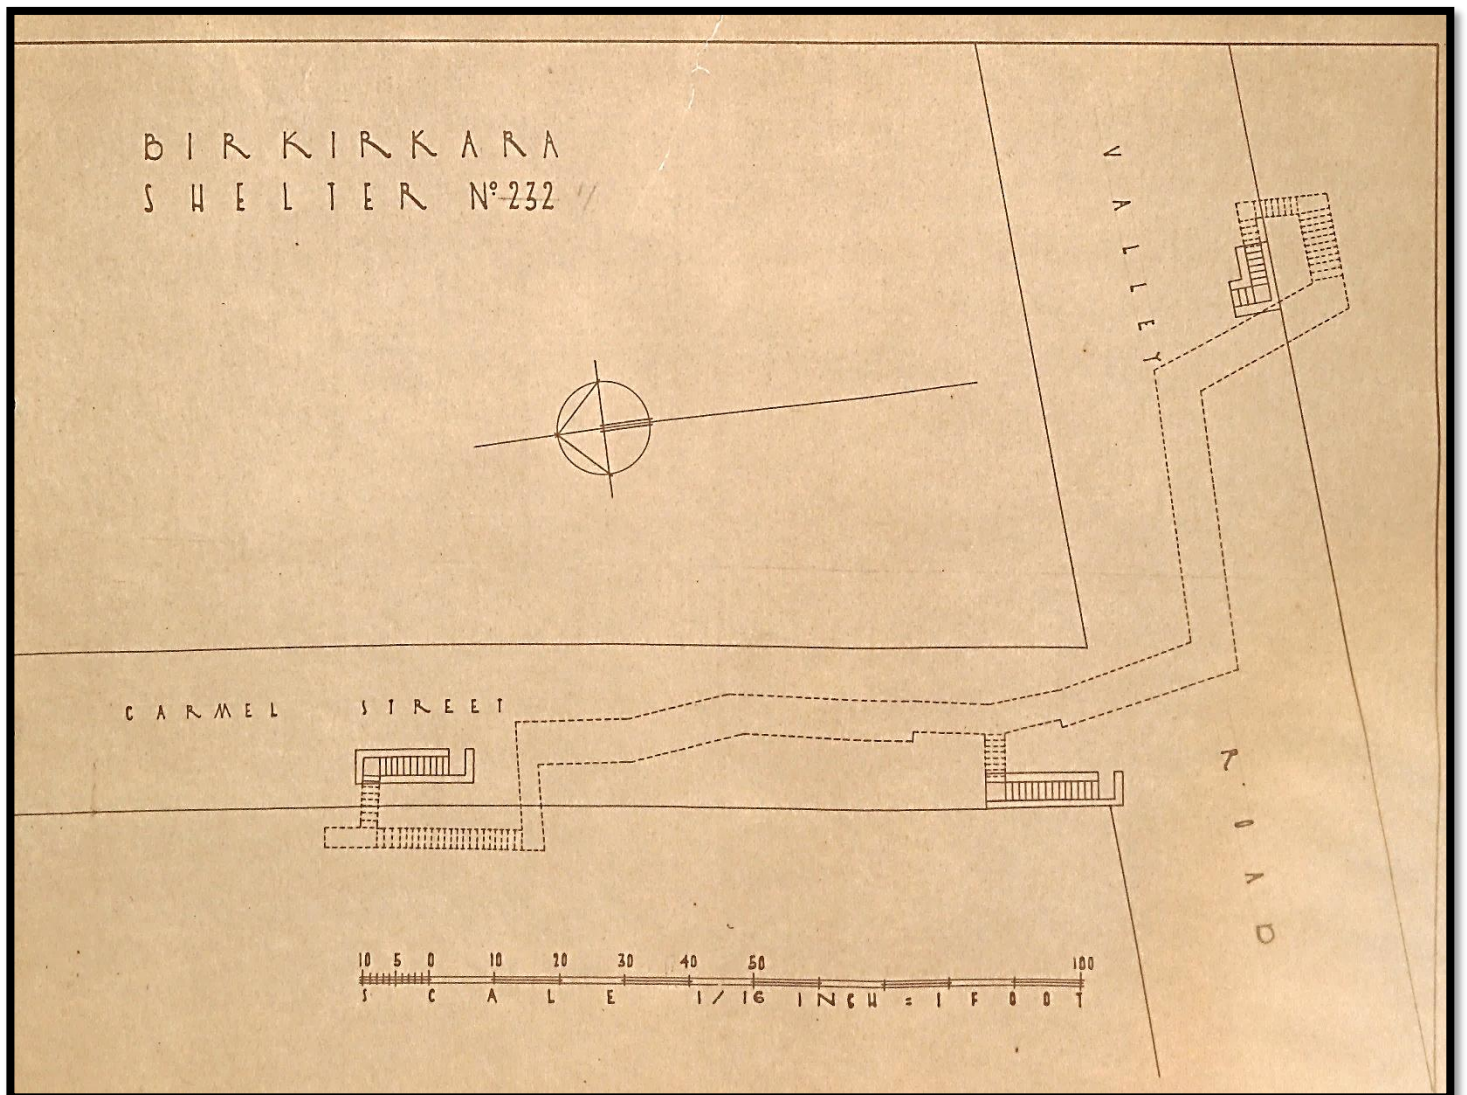 BIRKIRKARA
SHELTER Nº 232
VALLEY ROAD
CARMEL STREET
10 5 0 10 20 30 40 50 100
SCALE 1/16 INCH = 1 FOOT